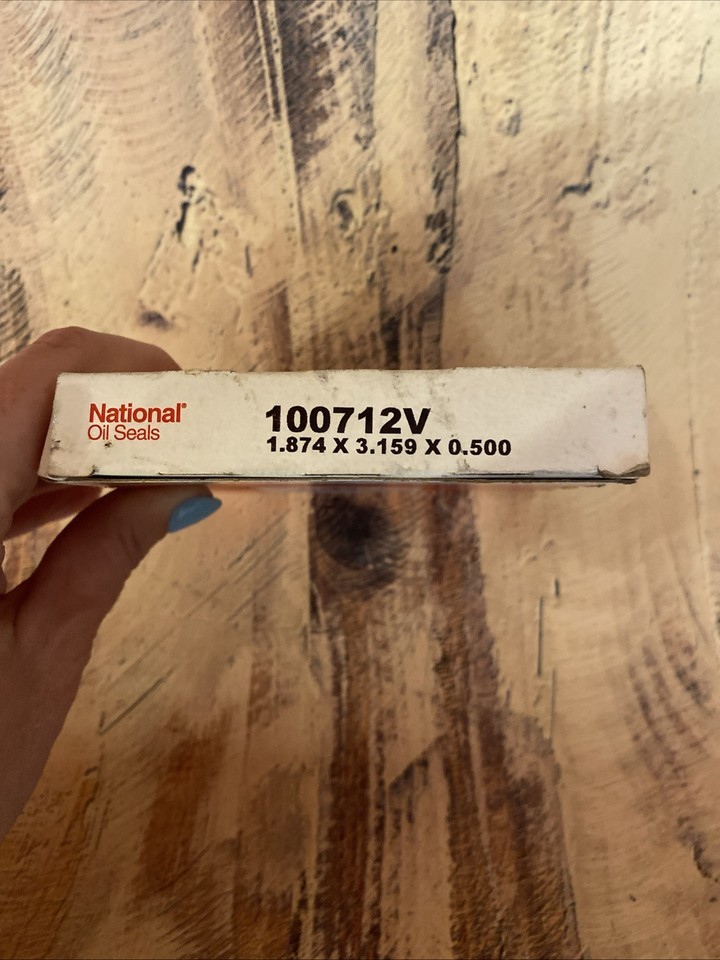 National®
Oil Seals
100712V
1.874 X 3.159 X 0.500